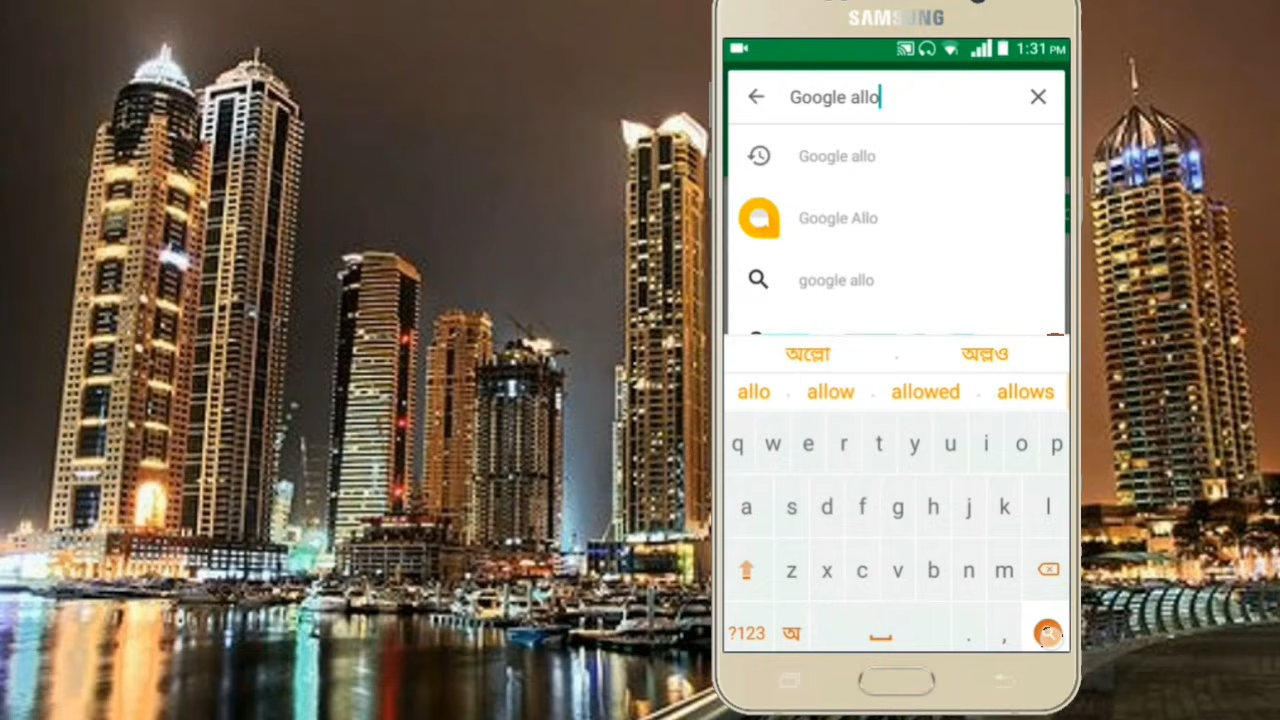 SAMSUNG
1:31 PM
Google allo
Google allo
Google Allo
google allo
অল্লো . অল্লও
allo . allow . allowed . allows
q w e r t y u i o p
a s d f g h j k l
z x c v b n m
?123 অ . ,